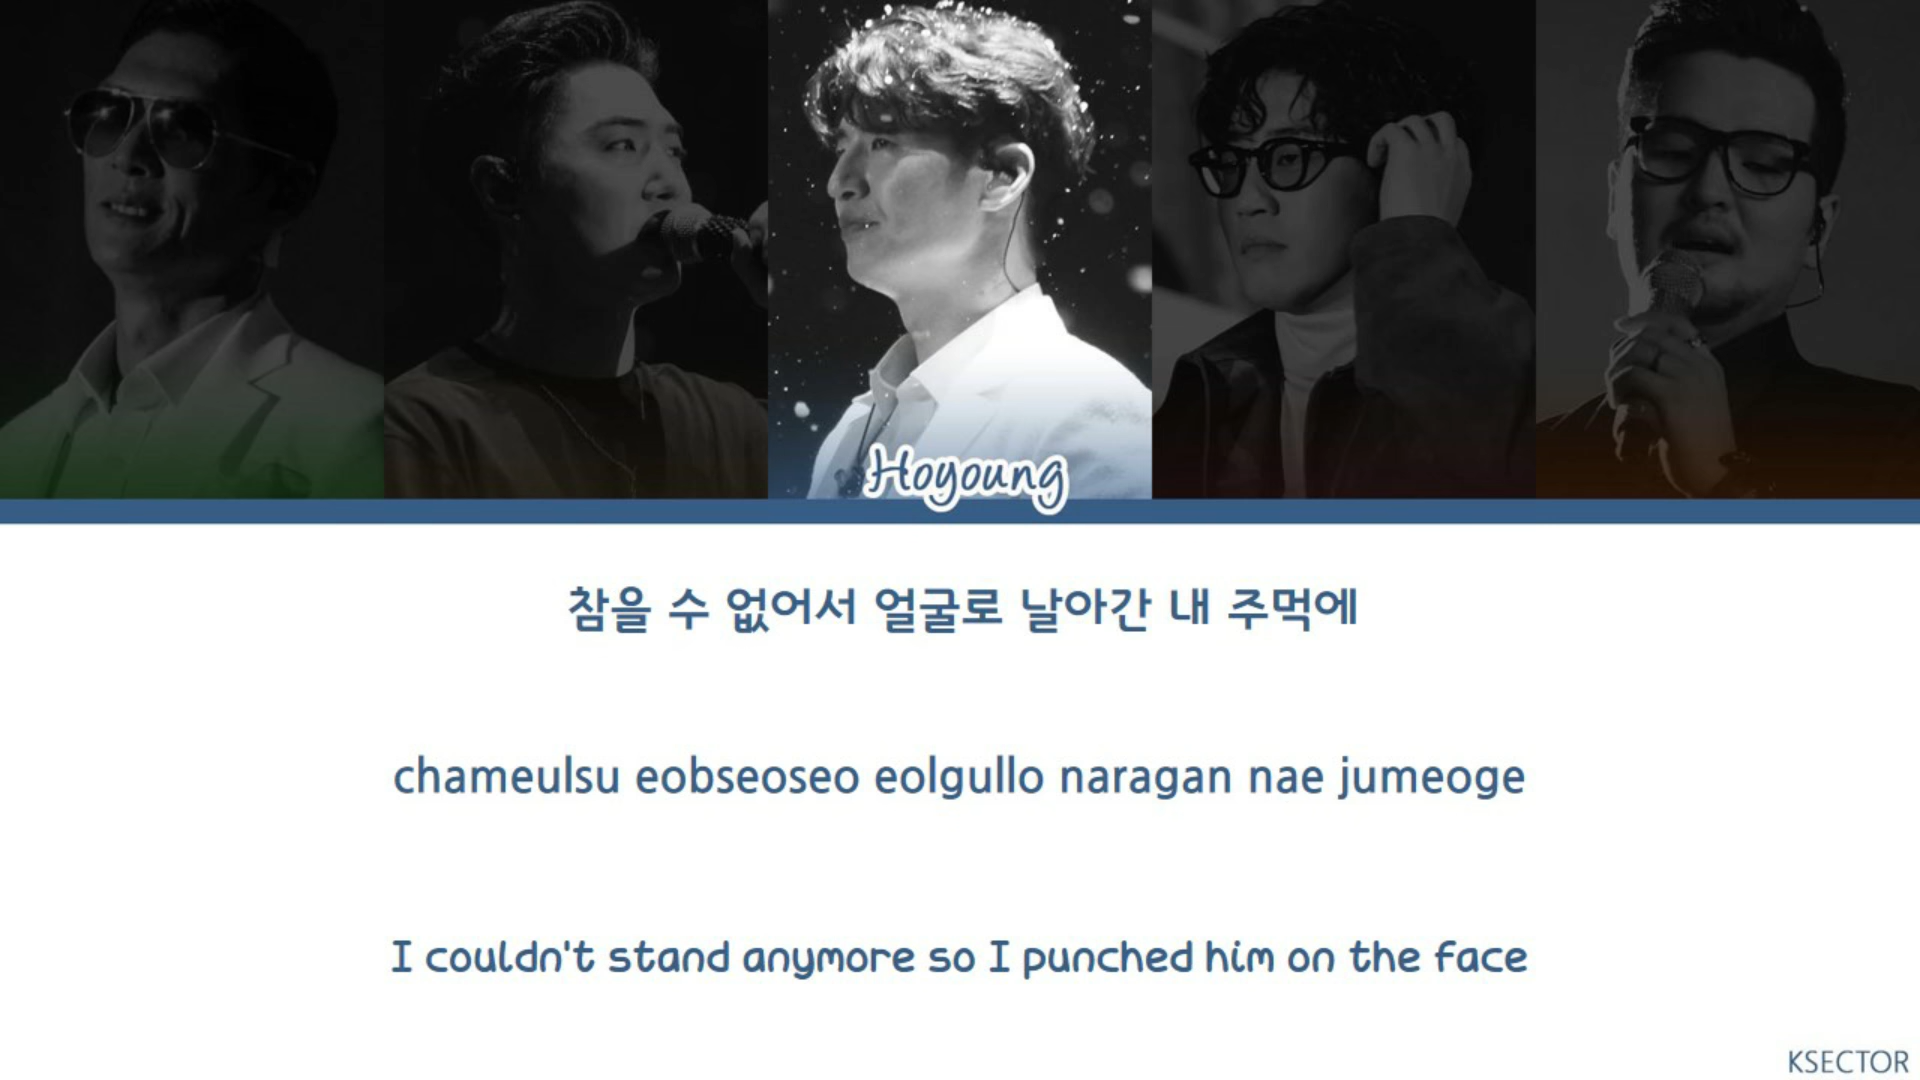 Hoyoung
참을 수 없어서 얼굴로 날아간 내 주먹에
chameulsu eobseoseo eolgullo naragan nae jumeoge
I couldn't stand anymore so I punched him on the face
KSECTOR